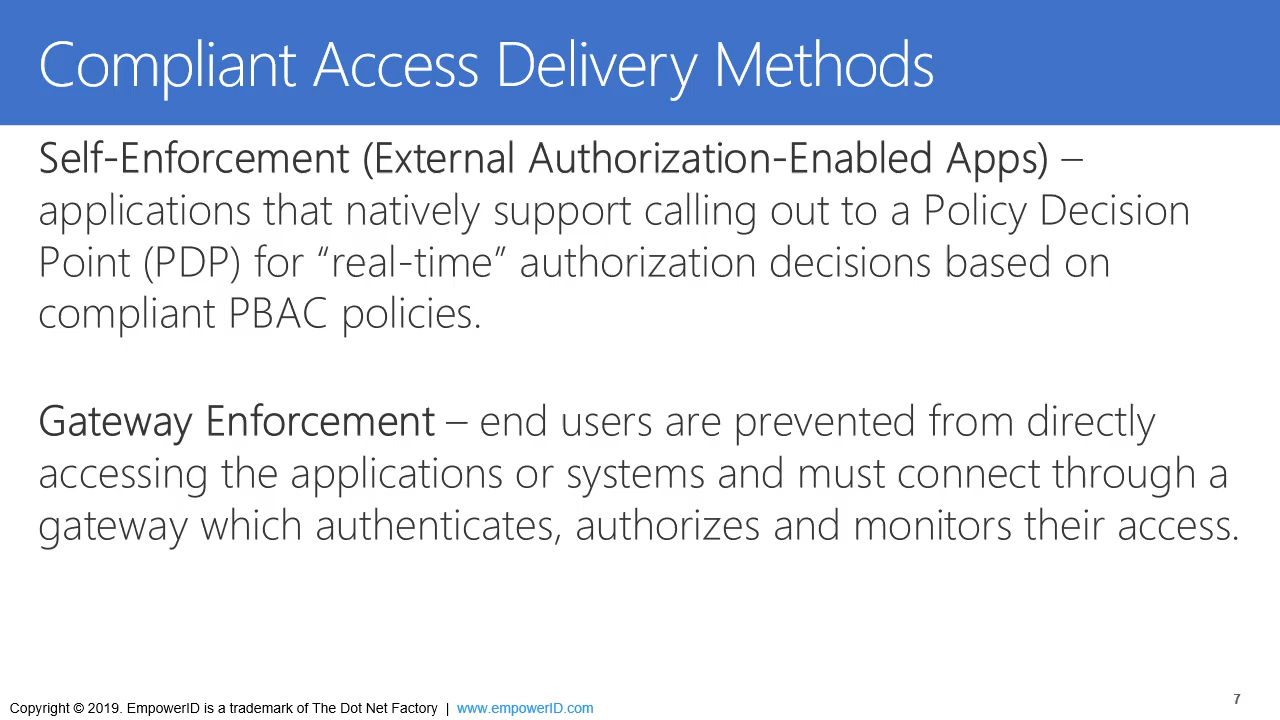 Compliant Access Delivery Methods
Self-Enforcement (External Authorization-Enabled Apps) –
applications that natively support calling out to a Policy Decision
Point (PDP) for “real-time” authorization decisions based on
compliant PBAC policies.
Gateway Enforcement – end users are prevented from directly
accessing the applications or systems and must connect through a
gateway which authenticates, authorizes and monitors their access.
7
Copyright © 2019. EmpowerID is a trademark of The Dot Net Factory | www.empowerID.com